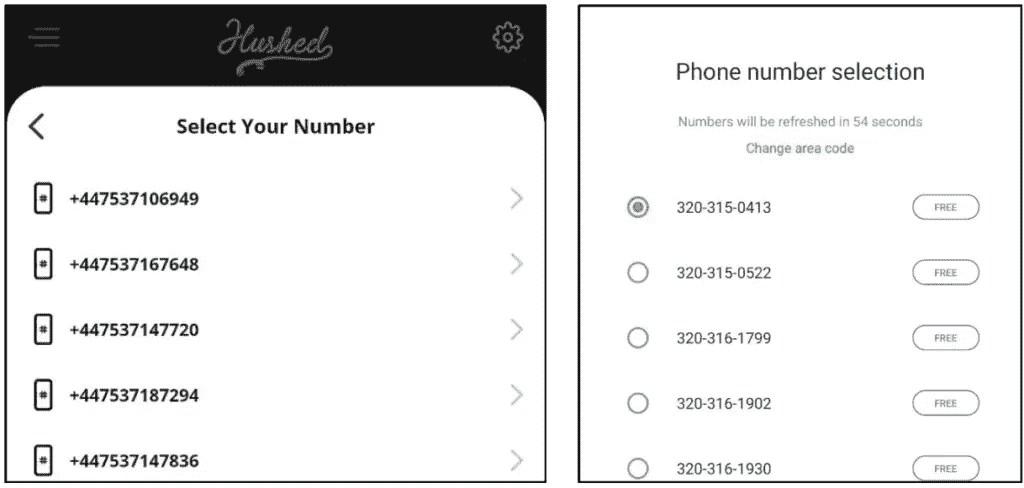 Hushed
Select Your Number
+447537106949
+447537167648
+447537147720
+447537187294
+447537147836
Phone number selection
Numbers will be refreshed in 54 seconds
Change area code
320-315-0413 FREE
320-315-0522 FREE
320-316-1799 FREE
320-316-1902 FREE
320-316-1930 FREE